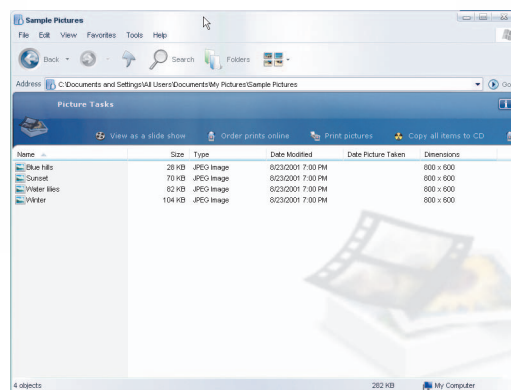 Sample Pictures
File Edit View Favorites Tools Help
Back Search Folders
Address C:\Documents and Settings\All Users\Documents\My Pictures\Sample Pictures Go
Picture Tasks
View as a slide show Order prints online Print pictures Copy all items to CD
Name Size Type Date Modified Date Picture Taken Dimensions
Blue hills 28 KB JPEG Image 8/23/2001 7:00 PM 800 x 600
Sunset 70 KB JPEG Image 8/23/2001 7:00 PM 800 x 600
Water lilies 82 KB JPEG Image 8/23/2001 7:00 PM 800 x 600
Winter 104 KB JPEG Image 8/23/2001 7:00 PM 800 x 600
4 objects 282 KB My Computer